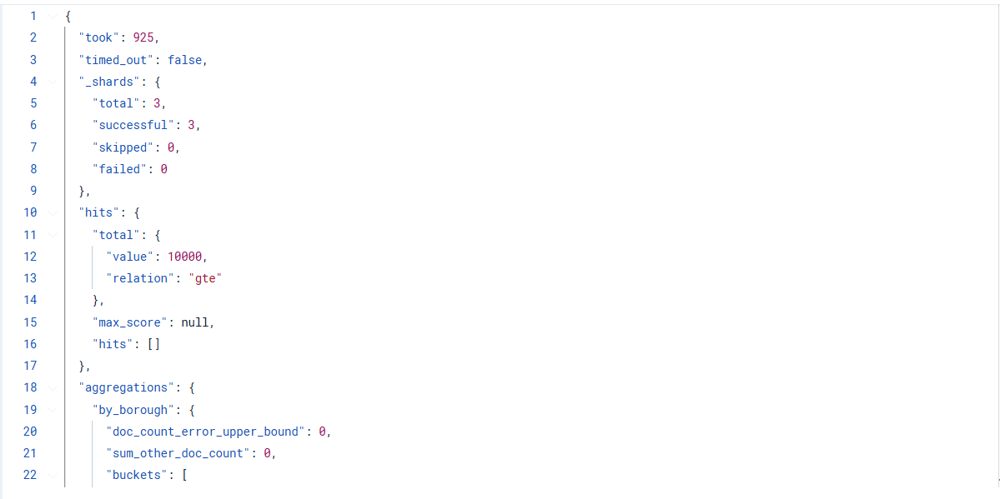 1 {
2 "took": 925,
3 "timed_out": false,
4 "_shards": {
5 "total": 3,
6 "successful": 3,
7 "skipped": 0,
8 "failed": 0
9 },
10 "hits": {
11 "total": {
12 "value": 10000,
13 "relation": "gte"
14 },
15 "max_score": null,
16 "hits": []
17 },
18 "aggregations": {
19 "by_borough": {
20 "doc_count_error_upper_bound": 0,
21 "sum_other_doc_count": 0,
22 "buckets": [